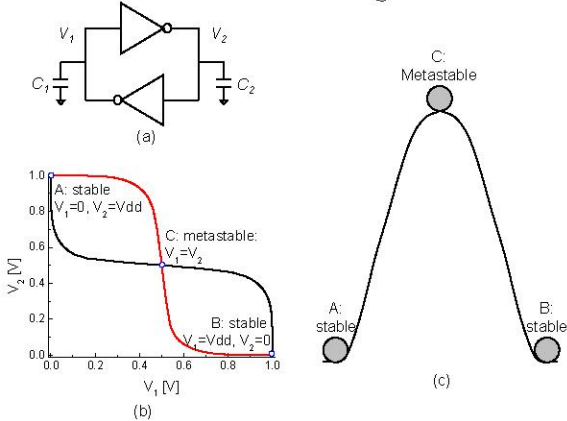 V1
V2
C1
C2
(a)
1.0
0.8
0.6
0.4
0.2
0.0
V2 [V]
A: stable
V1=0, V2=Vdd
C: metastable:
V1=V2
B: stable
V1=Vdd, V2=0
0.0 0.2 0.4 0.6 0.8 1.0
V1 [V]
(b)
C:
Metastable
A:
stable
B:
stable
(c)